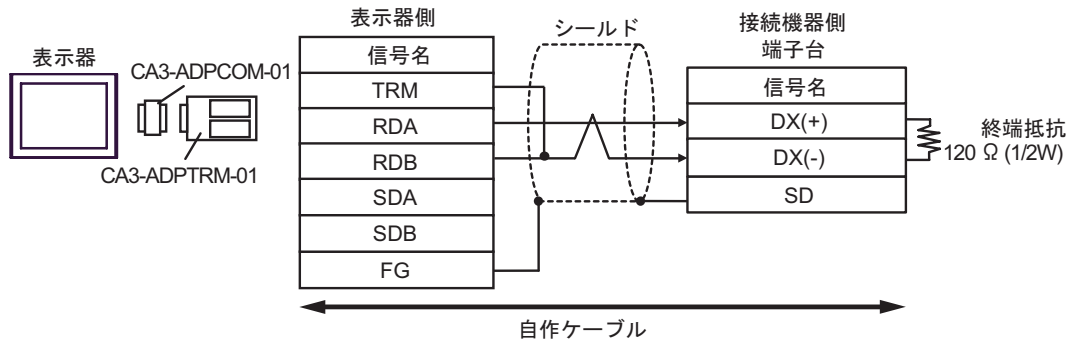 表示器
CA3-ADPCOM-01
CA3-ADPTRM-01
表示器側
信号名
TRM
RDA
RDB
SDA
SDB
FG
シールド
接続機器側
端子台
信号名
DX(+)
DX(-)
SD
終端抵抗
120 Ω (1/2W)
自作ケーブル